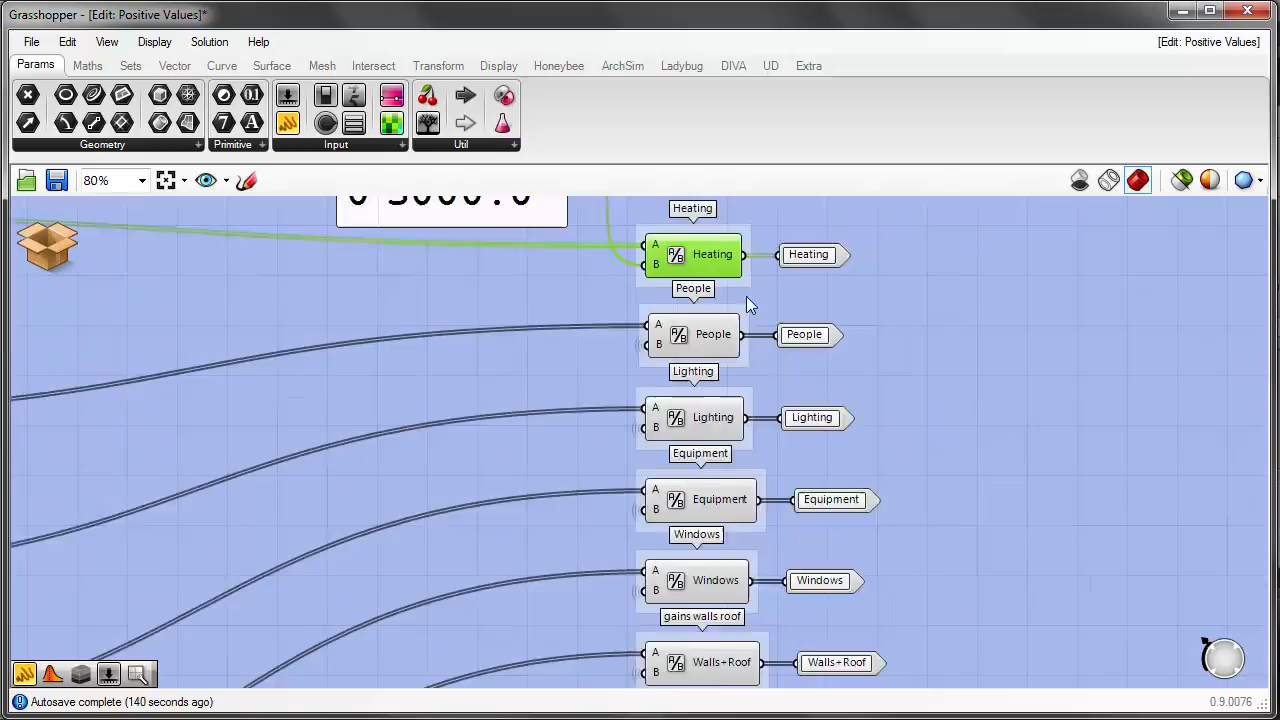 Grasshopper - [Edit: Positive Values]*
File Edit View Display Solution Help
[Edit: Positive Values]
Params Maths Sets Vector Curve Surface Mesh Intersect Transform Display Honeybee ArchSim Ladybug DIVA UD Extra
Geometry Primitive Input Util
80%
Heating
A
B
A/B
Heating
Heating
People
A
B
A/B
People
People
Lighting
A
B
A/B
Lighting
Lighting
Equipment
A
B
A/B
Equipment
Equipment
Windows
A
B
A/B
Windows
Windows
gains walls roof
A
B
A/B
Walls+Roof
Walls+Roof
Autosave complete (140 seconds ago)
0.9.0076